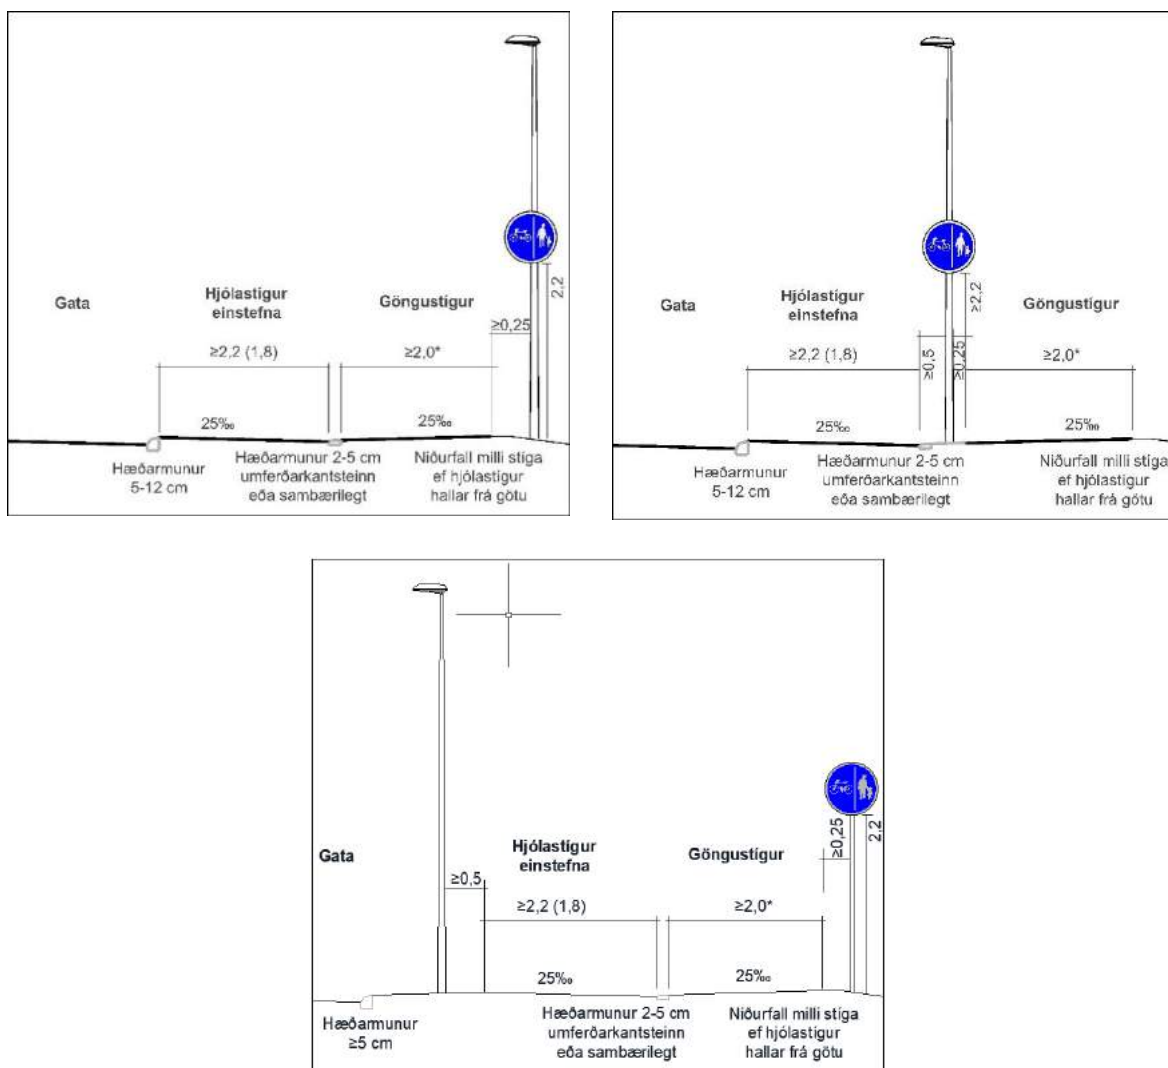 2,2
Gata
Hjólastígur
einstefna
Göngustígur
≥0,25
≥2,2 (1,8)
≥2,0*
25‰
25‰
Hæðarmunur
5-12 cm
Hæðarmunur 2-5 cm
umferðarkantsteinn
eða sambærilegt
Niðurfall milli stíga
ef hjólastígur
hallar frá götu
≥2,2
Gata
Hjólastígur
einstefna
Göngustígur
≥2,2 (1,8)
≥0,5
≥0,25
≥2,0*
25‰
25‰
Hæðarmunur
5-12 cm
Hæðarmunur 2-5 cm
umferðarkantsteinn
eða sambærilegt
Niðurfall milli stíga
ef hjólastígur
hallar frá götu
≥0,25
2,2
Gata
Hjólastígur
einstefna
Göngustígur
≥0,5
≥2,2 (1,8)
≥2,0*
25‰
25‰
Hæðarmunur
≥5 cm
Hæðarmunur 2-5 cm
umferðarkantsteinn
eða sambærilegt
Niðurfall milli stíga
ef hjólastígur
hallar frá götu